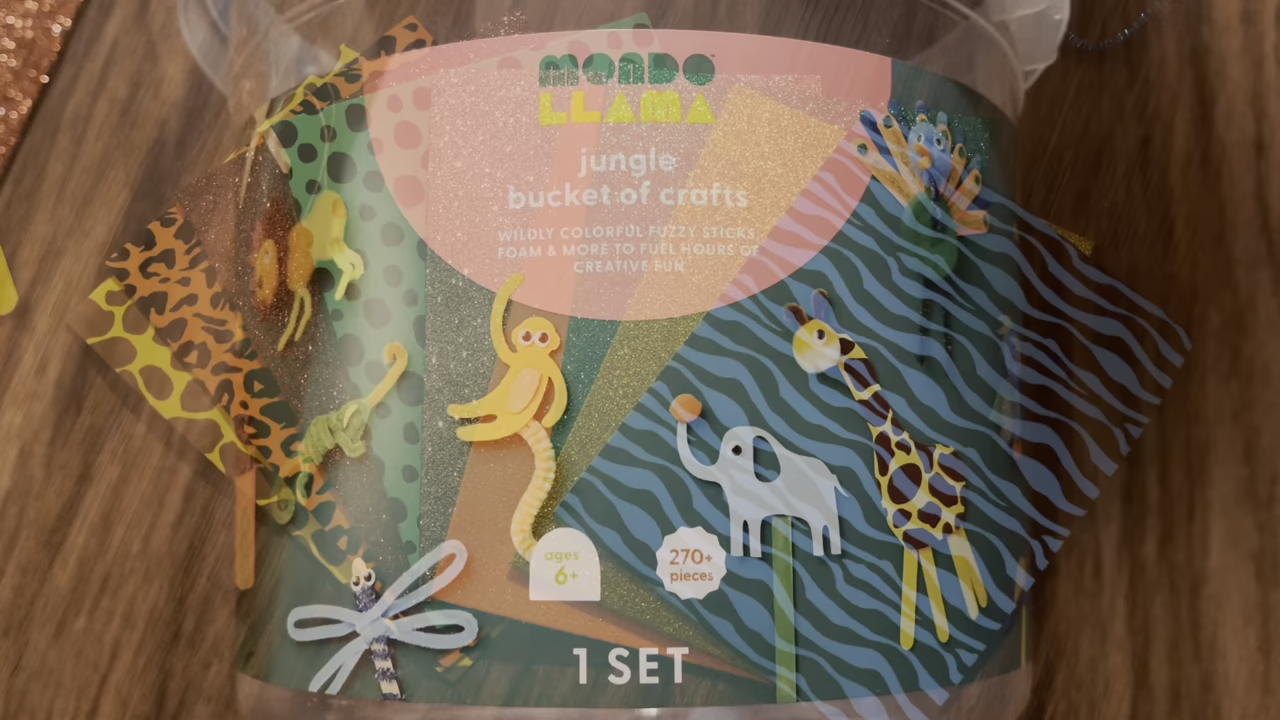 MONDO
LLAMA
jungle
bucket of crafts
WILDLY COLORFUL FUZZY STICKS,
FOAM & MORE TO FUEL HOURS OF
CREATIVE FUN
ages
6+
270+
pieces
1 SET